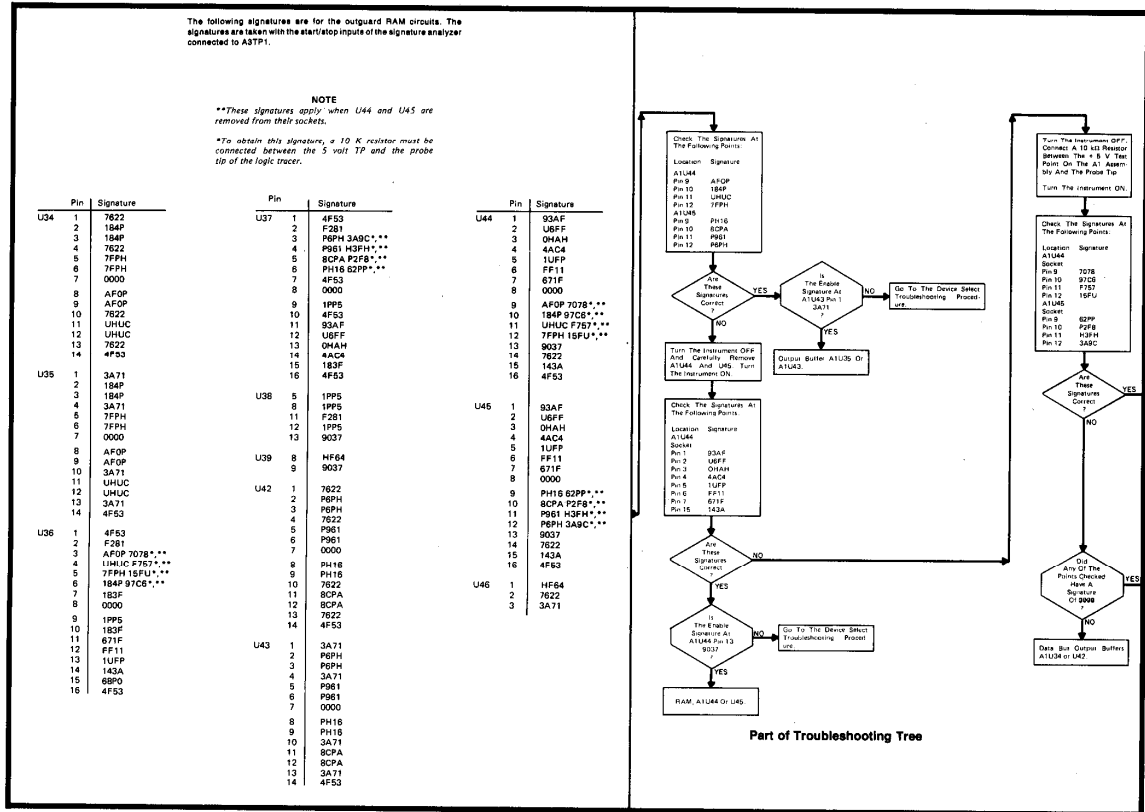 The following signatures are for the outguard RAM circuits. The
signatures are taken with the start/stop inputs of the signature analyzer
connected to A3TP1.
NOTE
**These signatures apply when U44 and U45 are
removed from their sockets.
*To obtain this signature, a 10 K resistor must be
connected between the 5 volt TP and the probe
tip of the logic tracer.
Pin Signature
U34 1 7622
2 184P
3 184P
4 7622
5 7FPH
6 7FPH
7 0000
8 AF0P
9 AF0P
10 7622
11 UHUC
12 UHUC
13 7622
14 4F53
U35 1 3A71
2 184P
3 184P
4 3A71
5 7FPH
6 7FPH
7 0000
8 AF0P
9 AF0P
10 3A71
11 UHUC
12 UHUC
13 3A71
14 4F53
U36 1 4F53
2 F281
3 AF0P 7078*,**
4 UHUC F757*,**
5 7FPH 15FU*,**
6 184P 97C6*,**
7 183F
8 0000
9 1PP5
10 183F
11 671F
12 FF11
13 1UFP
14 143A
15 68P0
16 4F53
Pin Signature
U37 1 4F53
2 F281
3 P6PH 3A9C*,**
4 P961 H3FH*,**
5 8CPA P2F8*,**
6 PH16 62PP*,**
7 4F53
8 0000
9 1PP5
10 4F53
11 93AF
12 U6FF
13 0HAH
14 4AC4
15 183F
16 4F53
U38 5 1PP5
8 1PP5
11 F281
12 1PP5
13 9037
U39 8 HF64
9 9037
U42 1 7622
2 P6PH
3 P6PH
4 7622
5 P961
6 P961
7 0000
8 PH16
9 PH16
10 7622
11 8CPA
12 8CPA
13 7622
14 4F53
U43 1 3A71
2 P6PH
3 P6PH
4 3A71
5 P961
6 P961
7 0000
8 PH16
9 PH16
10 3A71
11 8CPA
12 8CPA
13 3A71
14 4F53
Pin Signature
U44 1 93AF
2 U6FF
3 0HAH
4 4AC4
5 1UFP
6 FF11
7 671F
8 0000
9 AF0P 7078*,**
10 184P 97C6*,**
11 UHUC F757*,**
12 7FPH 15FU*,**
13 9037
14 7622
15 143A
16 4F53
U45 1 93AF
2 U6FF
3 0HAH
4 4AC4
5 1UFP
6 FF11
7 671F
8 0000
9 PH16 62PP*,**
10 8CPA P2F8*,**
11 P961 H3FH*,**
12 P6PH 3A9C*,**
13 9037
14 7622
15 143A
16 4F53
U46 1 HF64
2 7622
3 3A71
Check The Signatures At
The Following Points:
Location Signature
A1U44
Pin 9 AF0P
Pin 10 184P
Pin 11 UHUC
Pin 12 7FPH
A1U45
Pin 9 PH16
Pin 10 8CPA
Pin 11 P961
Pin 12 P6PH
Are
These
Signatures
Correct
?
YES
NO
Is
The Enable
Signature At
A1U43 Pin 1
3A71
?
NO
YES
Go To The Device Select
Troubleshooting Proced-
ure.
Output Buffer A1U35 Or
A1U43.
Turn The Instrument OFF
And Carefully Remove
A1U44 And U45. Turn
The Instrument ON.
Check The Signatures At
The Following Points:
Location Signature
A1U44
Socket
Pin 1 93AF
Pin 2 U6FF
Pin 3 0HAH
Pin 4 4AC4
Pin 5 1UFP
Pin 6 FF11
Pin 7 671F
Pin 15 143A
Are
These
Signatures
Correct
?
NO
YES
Is
The Enable
Signature At
A1U44 Pin 13
9037
?
NO
YES
Go To The Device Select
Troubleshooting Proced-
ure.
RAM, A1U44 Or U45.
Turn The Instrument OFF.
Connect A 10 kΩ Resistor
Between The + 5 V Test
Point On The A1 Assem-
bly And The Probe Tip
Turn The Instrument ON.
Check The Signatures At
The Following Points:
Location Signature
A1U44
Socket
Pin 9 7078
Pin 10 97C6
Pin 11 F757
Pin 12 15FU
A1U45
Socket
Pin 9 62PP
Pin 10 P2F8
Pin 11 H3FH
Pin 12 3A9C
Are
These
Signatures
Correct
?
YES
NO
Did
Any Of The
Points Checked
Have A
Signature
Of
?
YES
NO
Data Bus Output Buffers
A1U34 or U42.
Part of Troubleshooting Tree